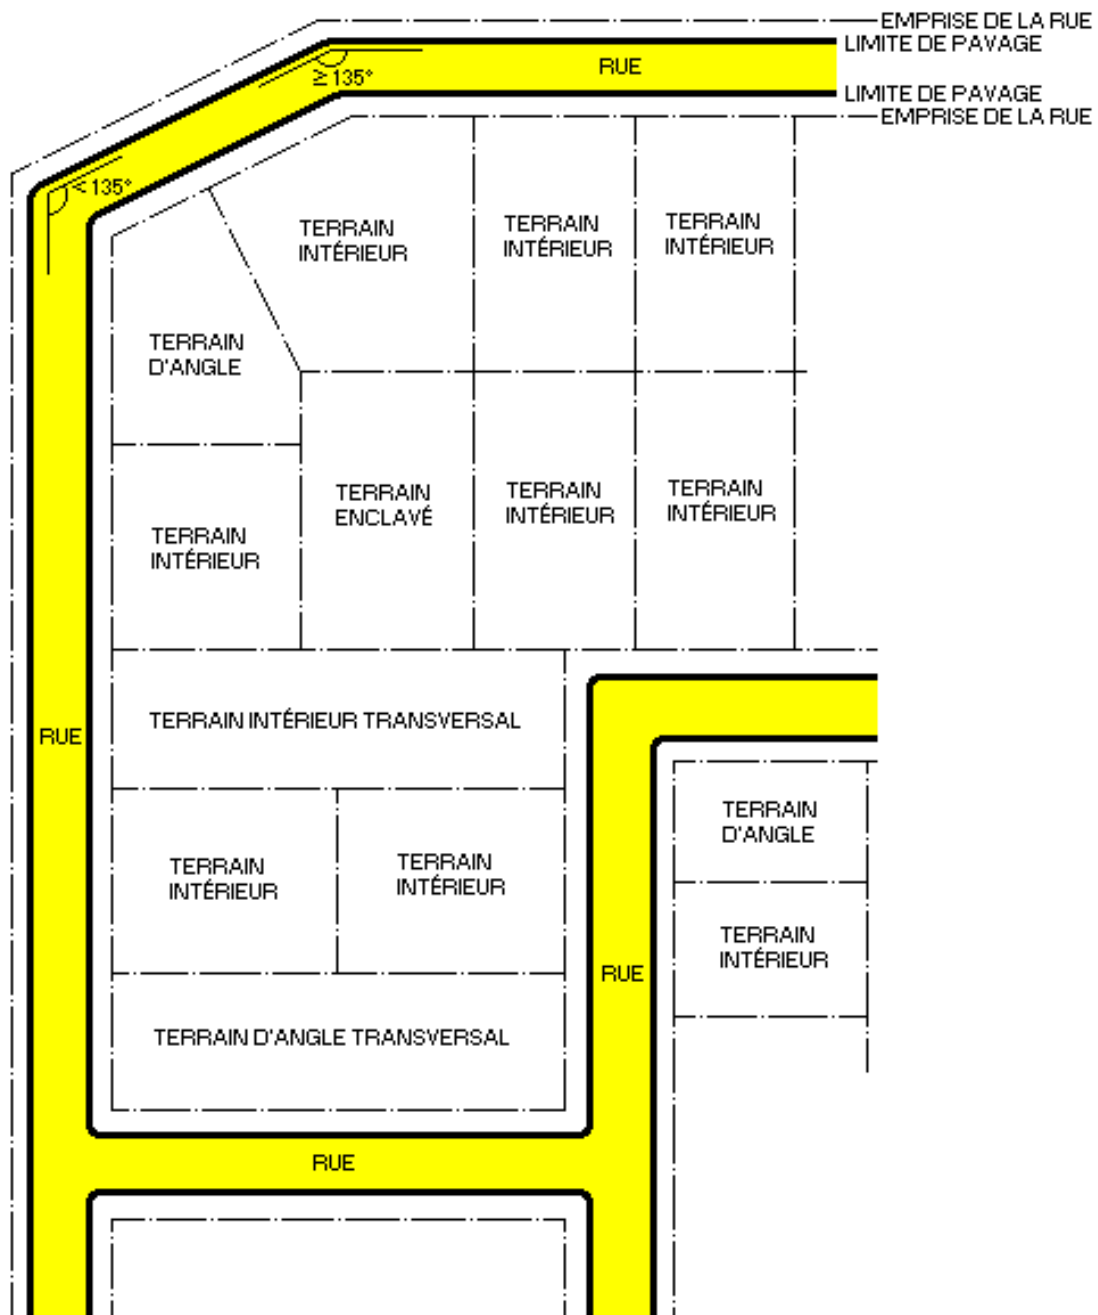 EMPRISE DE LA RUE
LIMITE DE PAVAGE
RUE
≥ 135°
LIMITE DE PAVAGE
EMPRISE DE LA RUE
< 135°
TERRAIN
INTÉRIEUR
TERRAIN
INTÉRIEUR
TERRAIN
INTÉRIEUR
TERRAIN
D'ANGLE
TERRAIN
ENCLAVÉ
TERRAIN
INTÉRIEUR
TERRAIN
INTÉRIEUR
TERRAIN
INTÉRIEUR
TERRAIN INTÉRIEUR TRANSVERSAL
RUE
TERRAIN
D'ANGLE
TERRAIN
INTÉRIEUR
TERRAIN
INTÉRIEUR
TERRAIN
INTÉRIEUR
RUE
TERRAIN D'ANGLE TRANSVERSAL
RUE